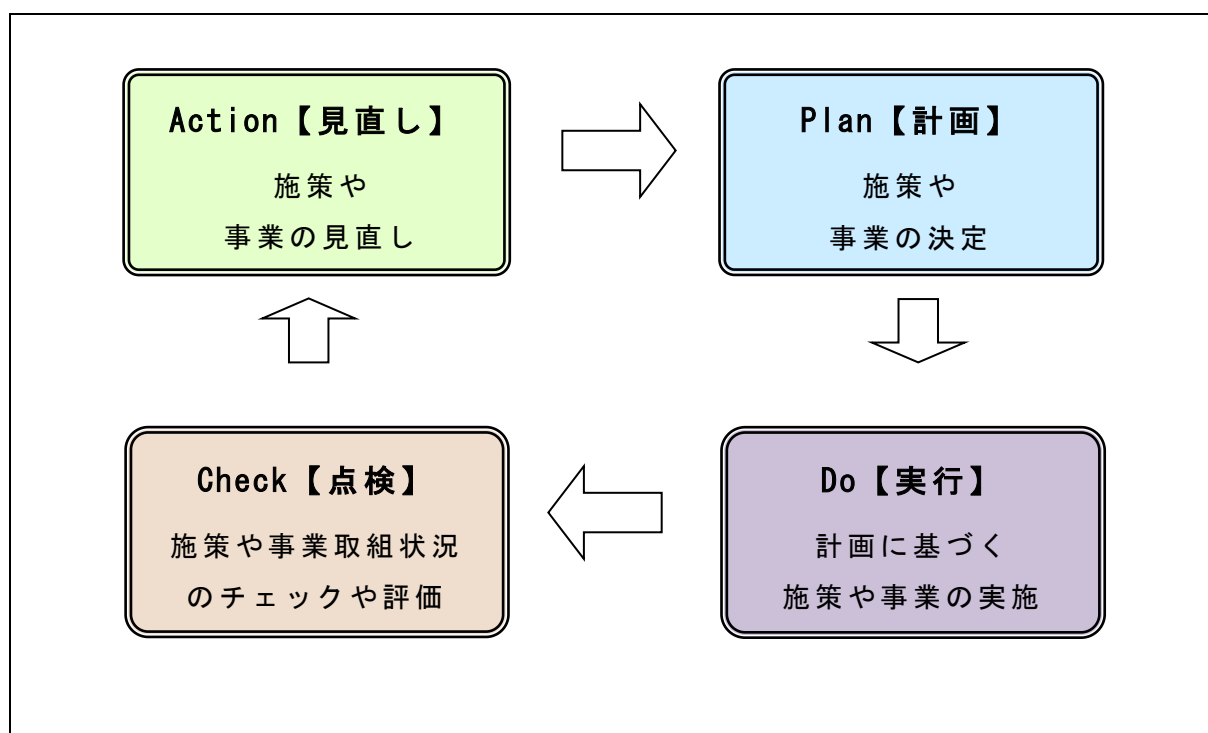 Action【見直し】
施策や
事業の見直し
Plan【計画】
施策や
事業の決定
Check【点検】
施策や事業取組状況
のチェックや評価
Do【実行】
計画に基づく
施策や事業の実施